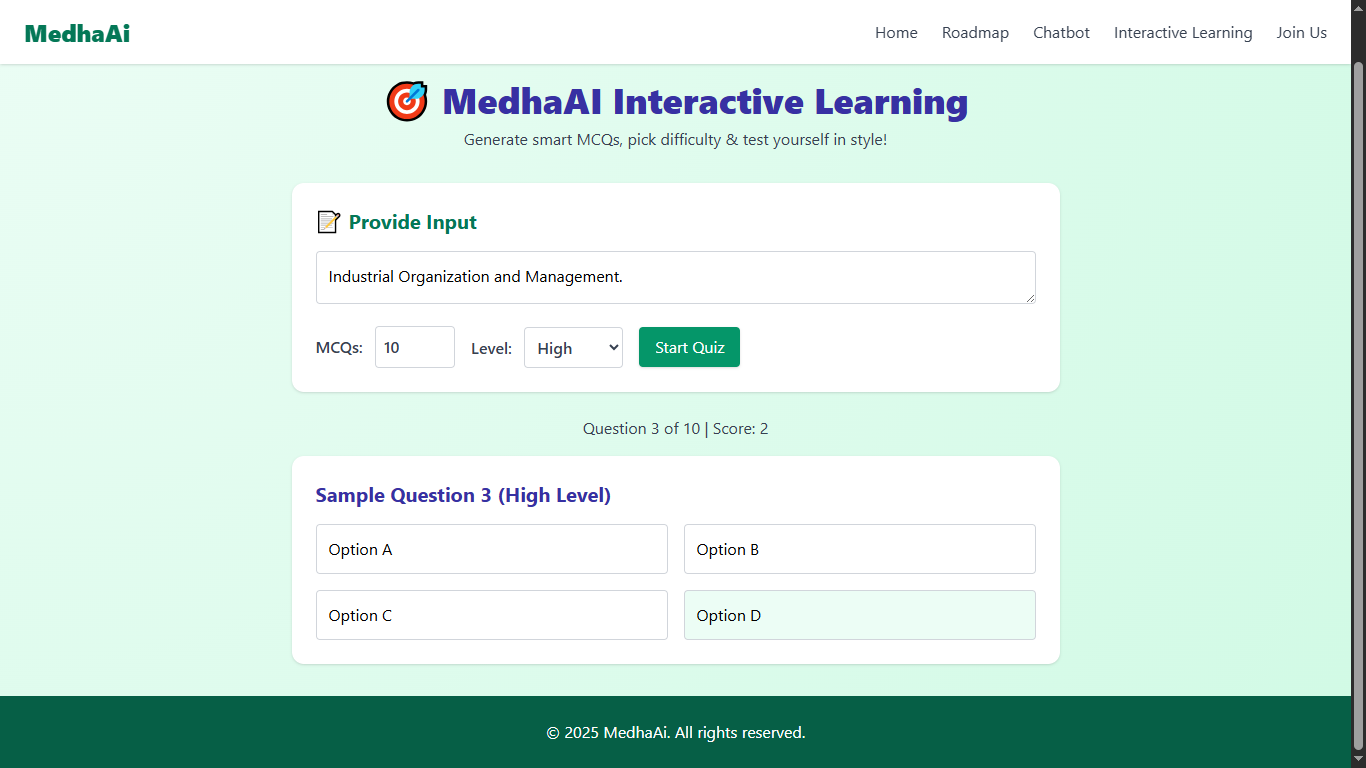 MedhaAi
Home Roadmap Chatbot Interactive Learning Join Us
MedhaAI Interactive Learning
Generate smart MCQs, pick difficulty & test yourself in style!
Provide Input
Industrial Organization and Management.
MCQs: 10 Level: High Start Quiz
Question 3 of 10 | Score: 2
Sample Question 3 (High Level)
Option A Option B
Option C Option D
© 2025 MedhaAi. All rights reserved.